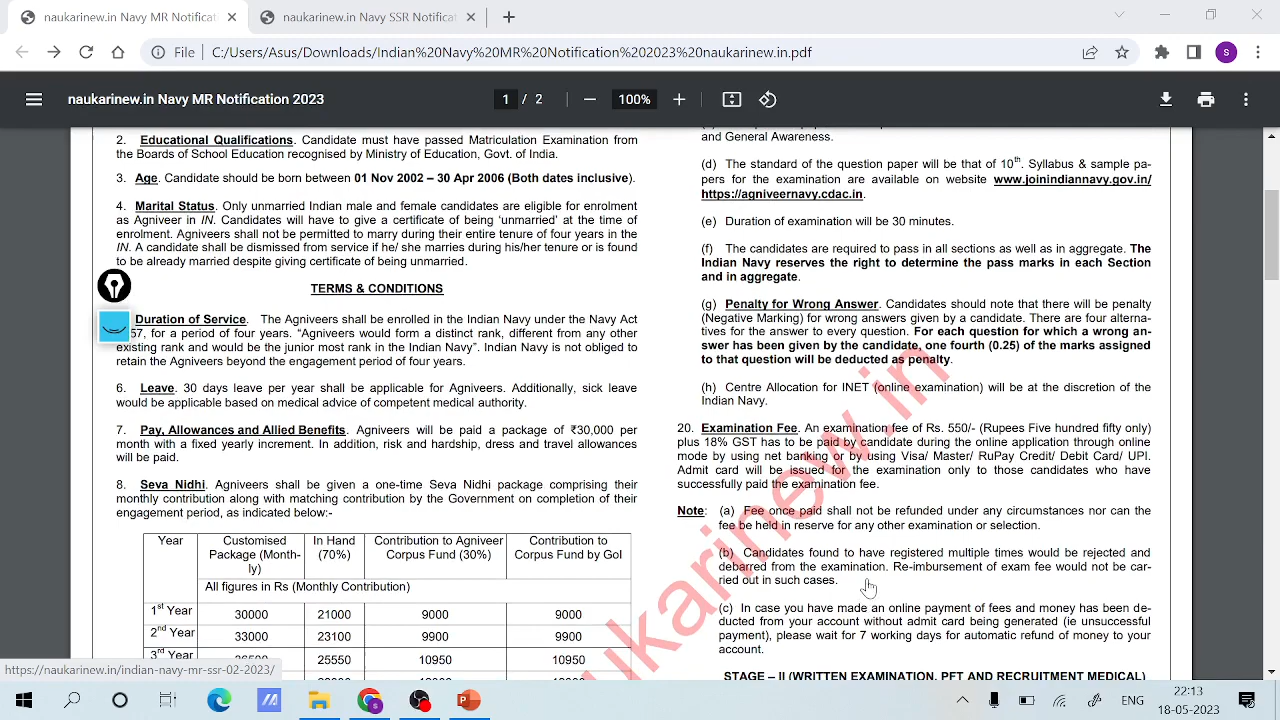 naukarinew.in Navy MR Notificat
naukarinew.in Navy SSR Notificat
File
C:/Users/Asus/Downloads/Indian%20Navy%20MR%20Notification%202023%20naukarinew.in.pdf
S
naukarinew.in Navy MR Notification 2023
1 / 2
100%
2. Educational Qualifications. Candidate must have passed Matriculation Examination from
the Boards of School Education recognised by Ministry of Education, Govt. of India.
3. Age. Candidate should be born between 01 Nov 2002 – 30 Apr 2006 (Both dates inclusive).
4. Marital Status. Only unmarried Indian male and female candidates are eligible for enrolment
as Agniveer in IN. Candidates will have to give a certificate of being 'unmarried' at the time of
enrolment. Agniveers shall not be permitted to marry during their entire tenure of four years in the
IN. A candidate shall be dismissed from service if he/ she marries during his/her tenure or is found
to be already married despite giving certificate of being unmarried.
TERMS & CONDITIONS
Duration of Service. The Agniveers shall be enrolled in the Indian Navy under the Navy Act
57, for a period of four years. "Agniveers would form a distinct rank, different from any other
existing rank and would be the junior most rank in the Indian Navy". Indian Navy is not obliged to
retain the Agniveers beyond the engagement period of four years.
6. Leave. 30 days leave per year shall be applicable for Agniveers. Additionally, sick leave
would be applicable based on medical advice of competent medical authority.
7. Pay, Allowances and Allied Benefits. Agniveers will be paid a package of ₹30,000 per
month with a fixed yearly increment. In addition, risk and hardship, dress and travel allowances
will be paid.
8. Seva Nidhi. Agniveers shall be given a one-time Seva Nidhi package comprising their
monthly contribution along with matching contribution by the Government on completion of their
engagement period, as indicated below:-
Year Customised Package (Month-ly) In Hand (70%) Contribution to Agniveer Corpus Fund (30%) Contribution to Corpus Fund by GoI
All figures in Rs (Monthly Contribution)
1st Year 30000 21000 9000 9000
2nd Year 33000 23100 9900 9900
3rd Year 36500 25550 10950 10950
and General Awareness.
(d) The standard of the question paper will be that of 10th. Syllabus & sample pa-
pers for the examination are available on website www.joinindiannavy.gov.in/
https://agniveernavy.cdac.in.
(e) Duration of examination will be 30 minutes.
(f) The candidates are required to pass in all sections as well as in aggregate. The
Indian Navy reserves the right to determine the pass marks in each Section
and in aggregate.
(g) Penalty for Wrong Answer. Candidates should note that there will be penalty
(Negative Marking) for wrong answers given by a candidate. There are four alterna-
tives for the answer to every question. For each question for which a wrong an-
swer has been given by the candidate, one fourth (0.25) of the marks assigned
to that question will be deducted as penalty.
(h) Centre Allocation for INET (online examination) will be at the discretion of the
Indian Navy.
20. Examination Fee. An examination fee of Rs. 550/- (Rupees Five hundred fifty only)
plus 18% GST has to be paid by candidate during the online application through online
mode by using net banking or by using Visa/ Master/ RuPay Credit/ Debit Card/ UPI.
Admit card will be issued for the examination only to those candidates who have
successfully paid the examination fee.
Note: (a) Fee once paid shall not be refunded under any circumstances nor can the
fee be held in reserve for any other examination or selection.
(b) Candidates found to have registered multiple times would be rejected and
debarred from the examination. Re-imbursement of exam fee would not be car-
ried out in such cases.
(c) In case you have made an online payment of fees and money has been de-
ducted from your account without admit card being generated (ie unsuccessful
payment), please wait for 7 working days for automatic refund of money to your
account.
STAGE – II (WRITTEN EXAMINATION, PFT AND RECRUITMENT MEDICAL)
ukarinew.in
https://naukarinew.in/indian-navy-mr-ssr-02-2023/
ENG
22:13
18-05-2023